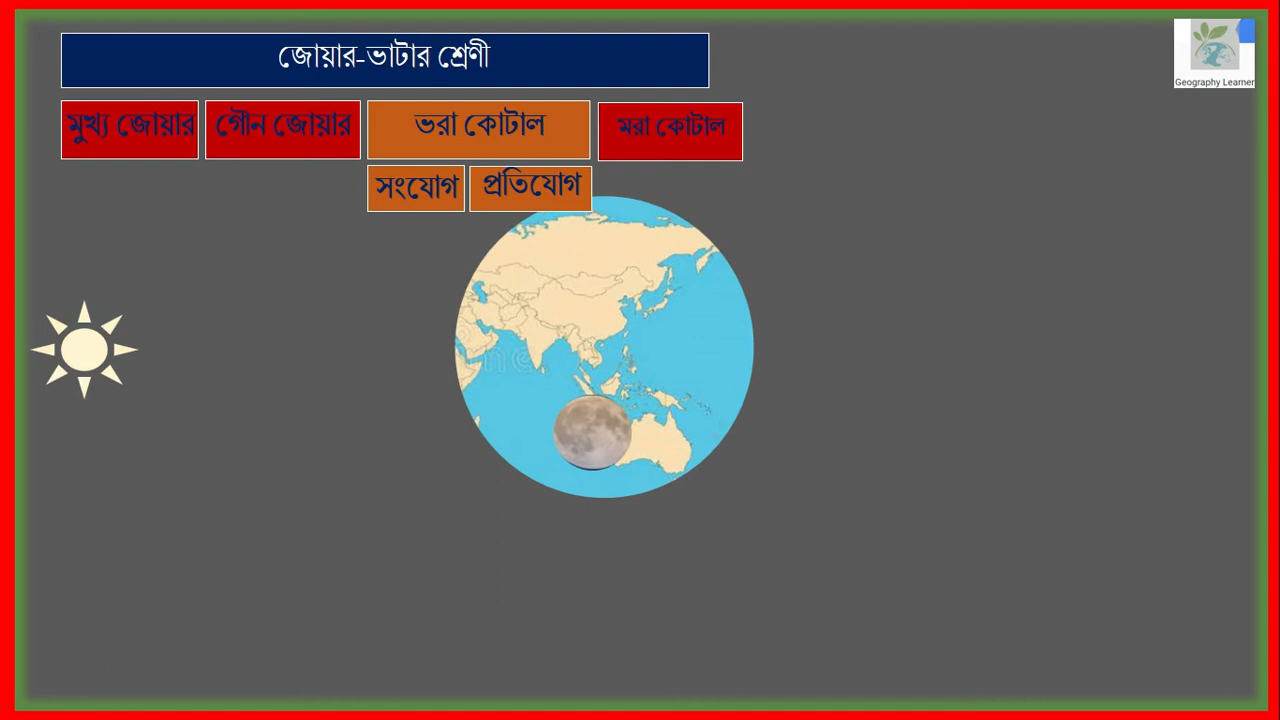 জোয়ার-ভাটার শ্রেণী
মুখ্য জোয়ার গৌন জোয়ার ভরা কোটাল মরা কোটাল
সংযোগ প্রতিযোগ
Geography Learner